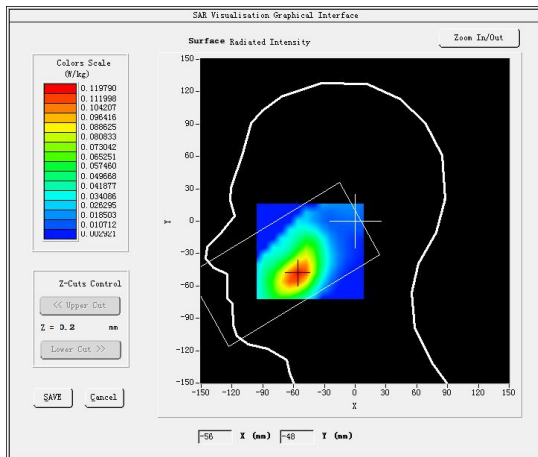 SAR Visualisation Graphical Interface
Surface Radiated Intensity
Zoom In/Out
Colors Scale
(W/kg)
0.119790
0.111998
0.104207
0.096416
0.088625
0.080833
0.073042
0.065251
0.057460
0.049668
0.041877
0.034086
0.026295
0.018503
0.010712
0.002921
Z-Cuts Control
<< Upper Cut
Z = 0.2 mm
Lower Cut >>
SAVE
Cancel
150
120
90
60
30
0
-30
-60
-90
-120
-150
Y
-150 -120 -90 -60 -30 0 30 60 90 120 150
X
-56 X (mm) -48 Y (mm)